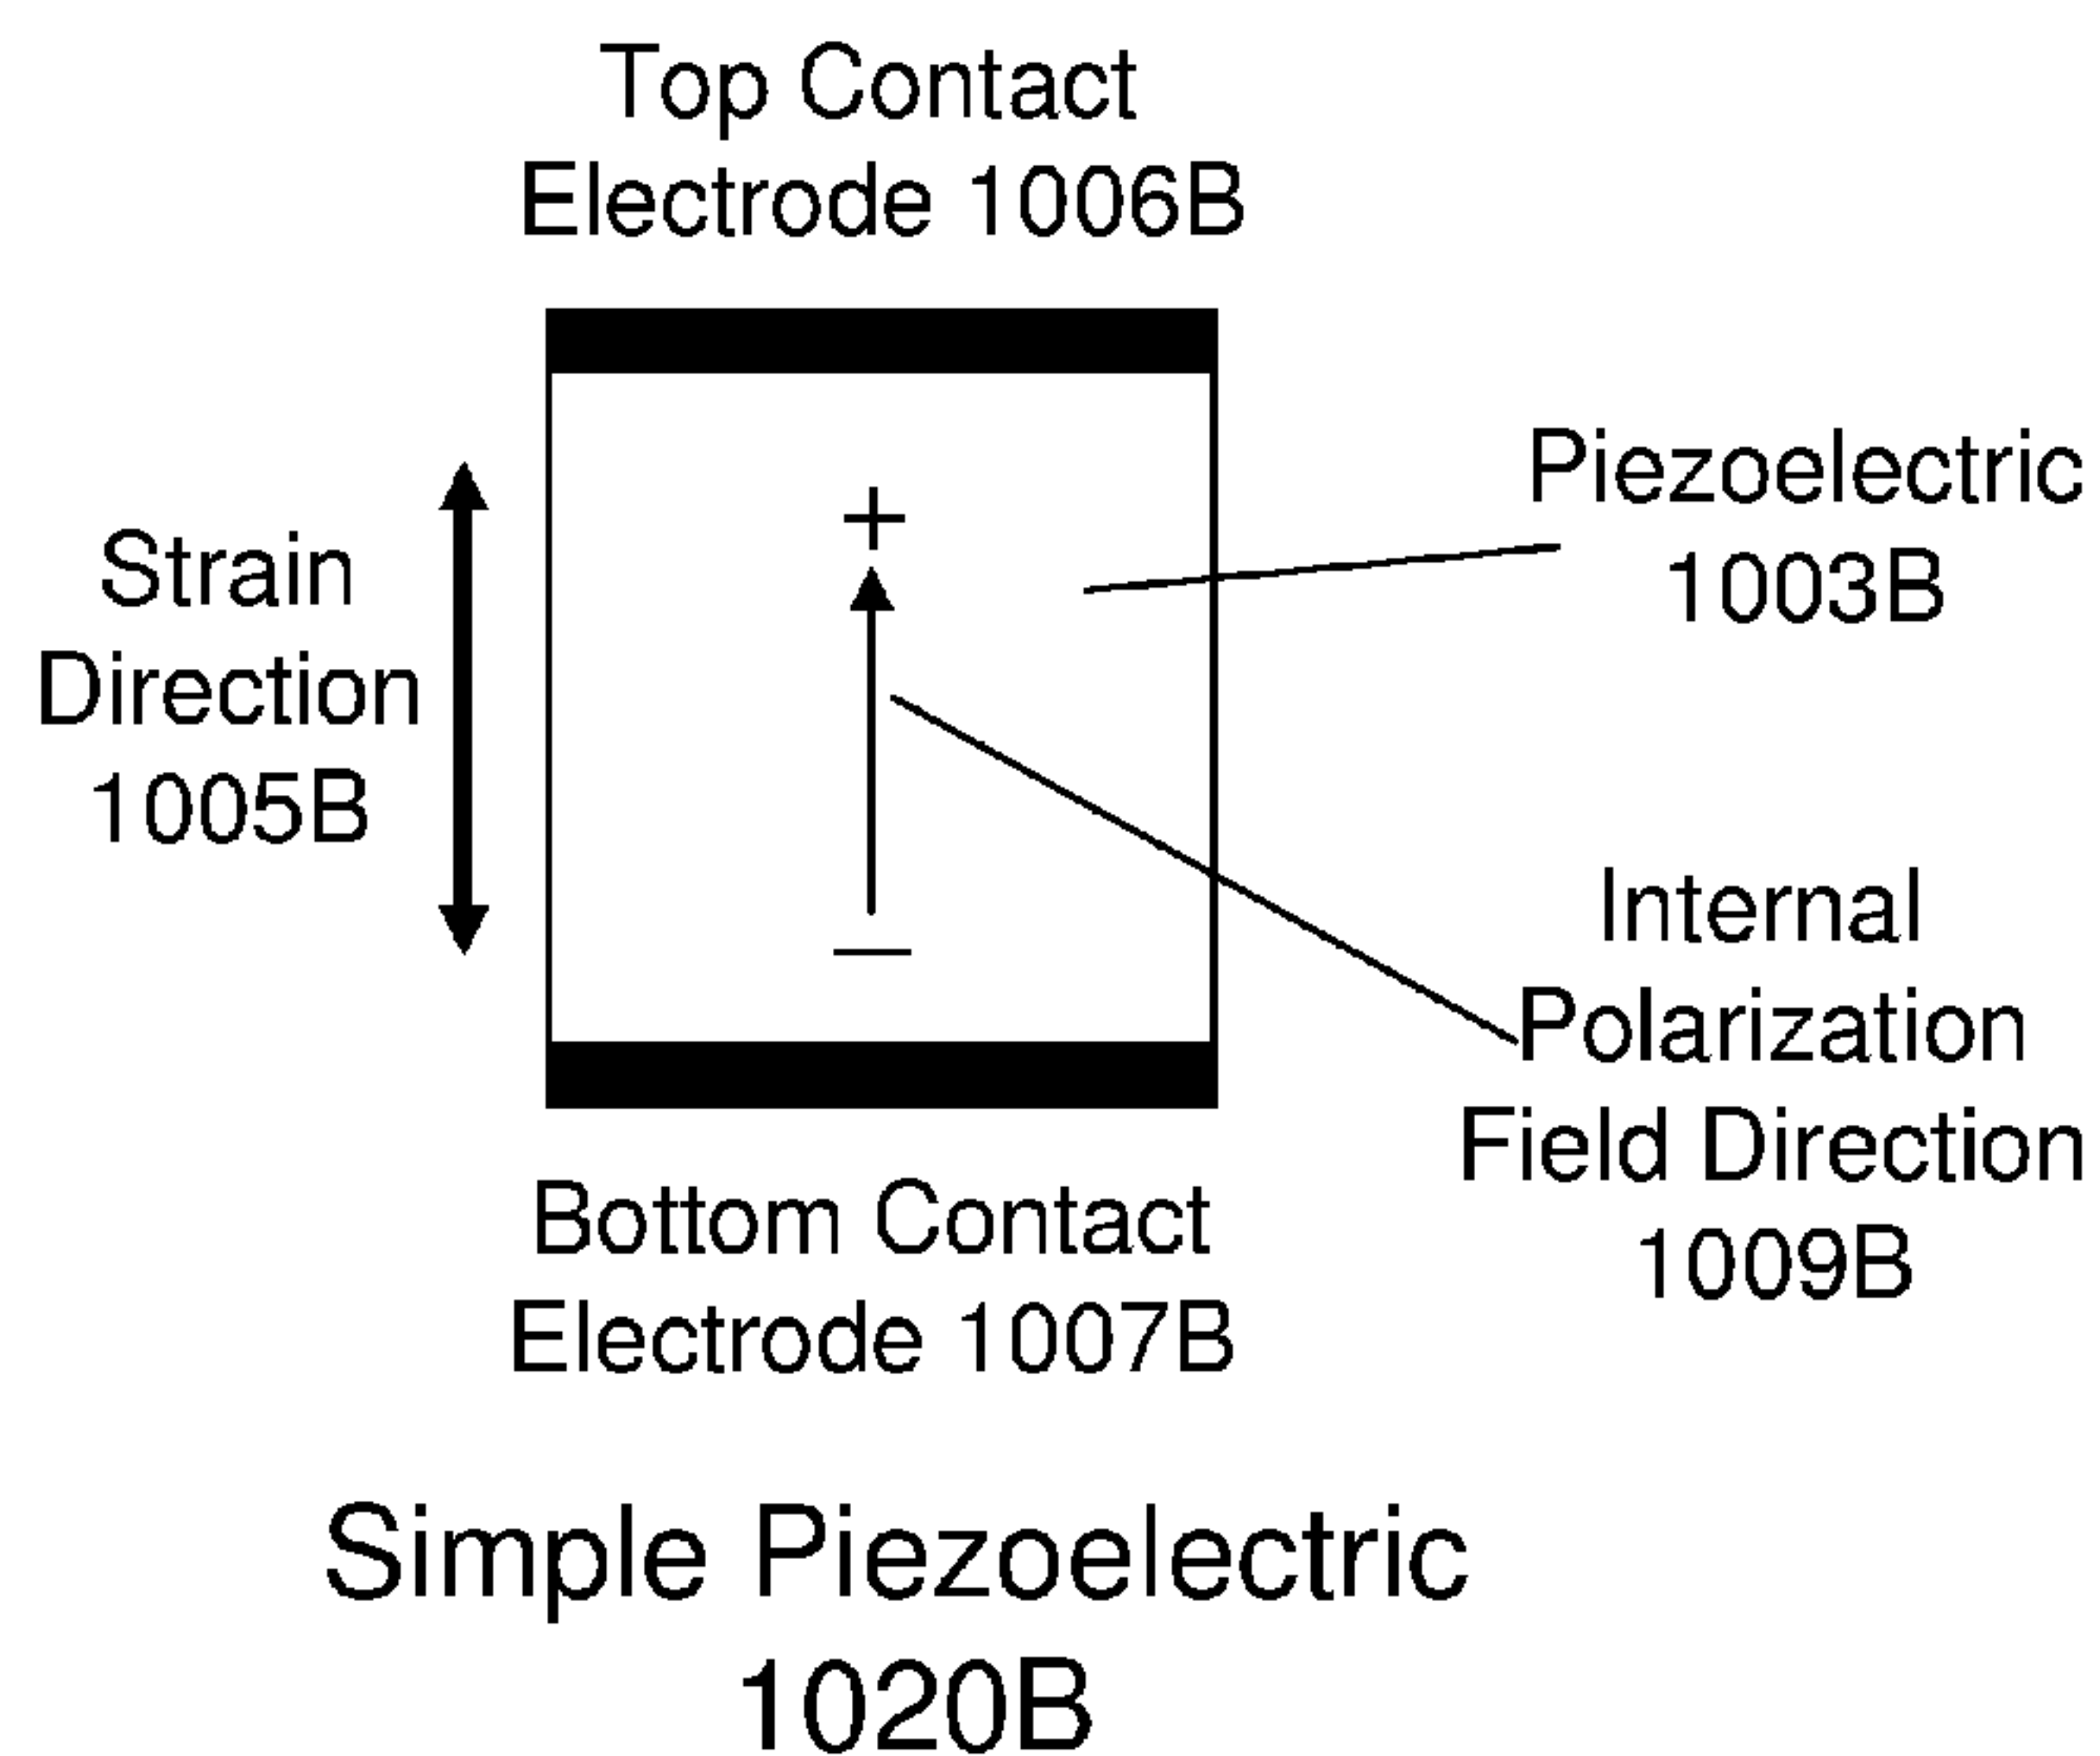 Top Contact
Electrode 1006B
Piezoelectric
1003B
Strain
Direction
1005B
+
—
Internal
Polarization
Field Direction
1009B
Bottom Contact
Electrode 1007B
Simple Piezoelectric
1020B